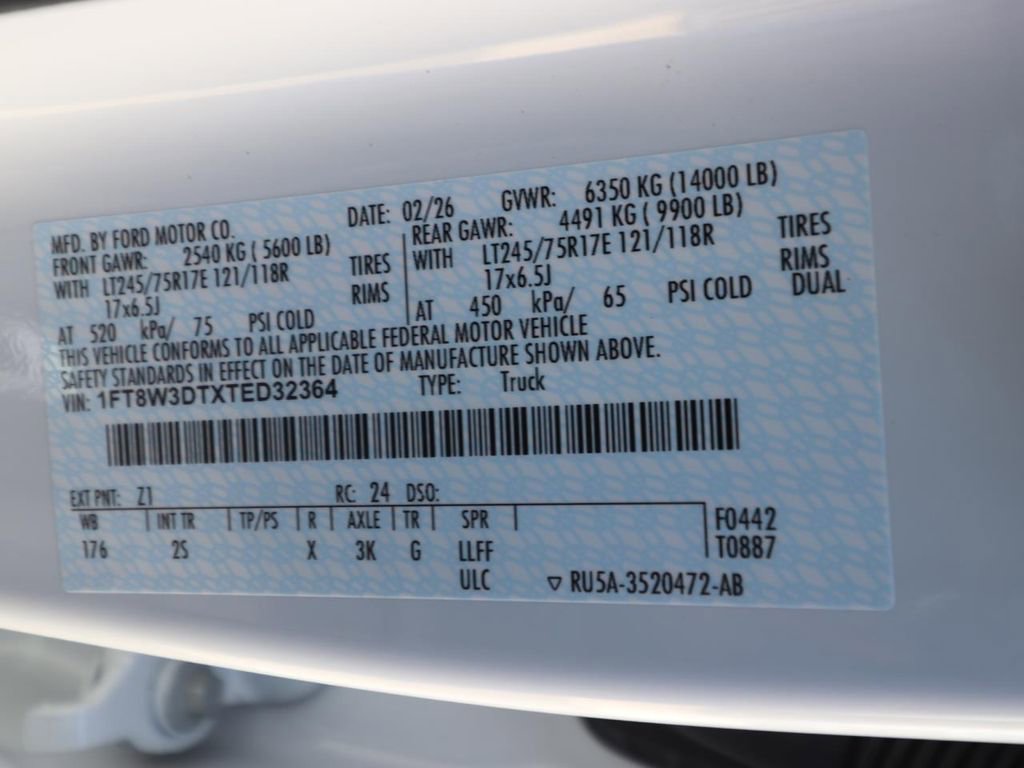 MFD. BY FORD MOTOR CO. DATE: 02/26 GVWR: 6350 KG (14000 LB)
FRONT GAWR: 2540 KG ( 5600 LB) REAR GAWR: 4491 KG ( 9900 LB)
WITH LT245/75R17E 121/118R TIRES WITH LT245/75R17E 121/118R TIRES
17x6.5J RIMS 17x6.5J RIMS
AT 520 kPa/ 75 PSI COLD AT 450 kPa/ 65 PSI COLD DUAL
THIS VEHICLE CONFORMS TO ALL APPLICABLE FEDERAL MOTOR VEHICLE
SAFETY STANDARDS IN EFFECT ON THE DATE OF MANUFACTURE SHOWN ABOVE.
VIN: 1FT8W3DTXTED32364 TYPE: Truck
EXT PNT: Z1 RC: 24 DSO:
WB INT TR TP/PS R AXLE TR SPR F0442
176 2S X 3K G LLFF T0887
ULC ▽ RU5A-3520472-AB